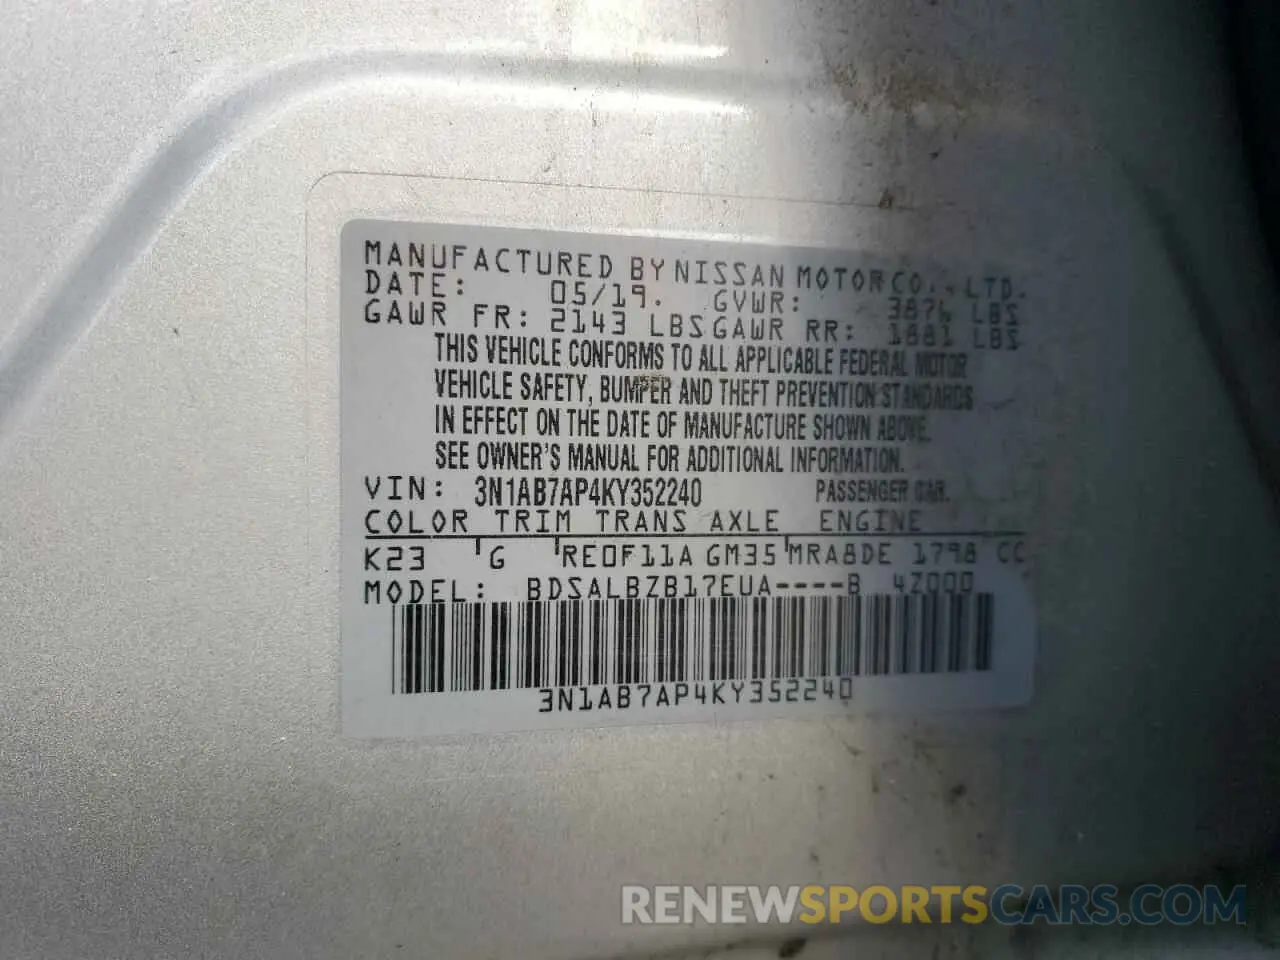 MANUFACTURED BY NISSAN MOTOR CO., LTD.
DATE: 05/19. GVWR: 3876 LBS
GAWR FR: 2143 LBS GAWR RR: 1881 LBS
THIS VEHICLE CONFORMS TO ALL APPLICABLE FEDERAL MOTOR
VEHICLE SAFETY, BUMPER AND THEFT PREVENTION STANDARDS
IN EFFECT ON THE DATE OF MANUFACTURE SHOWN ABOVE.
SEE OWNER'S MANUAL FOR ADDITIONAL INFORMATION.
VIN: 3N1AB7AP4KY352240 PASSENGER CAR.
COLOR TRIM TRANS AXLE ENGINE
K23 G RE0F11A GM35 MRA8DE 1798 CC
MODEL: BDSALBZB17EUA----B 4Z000
3N1AB7AP4KY352240
RENEWSPORTSCARS.COM